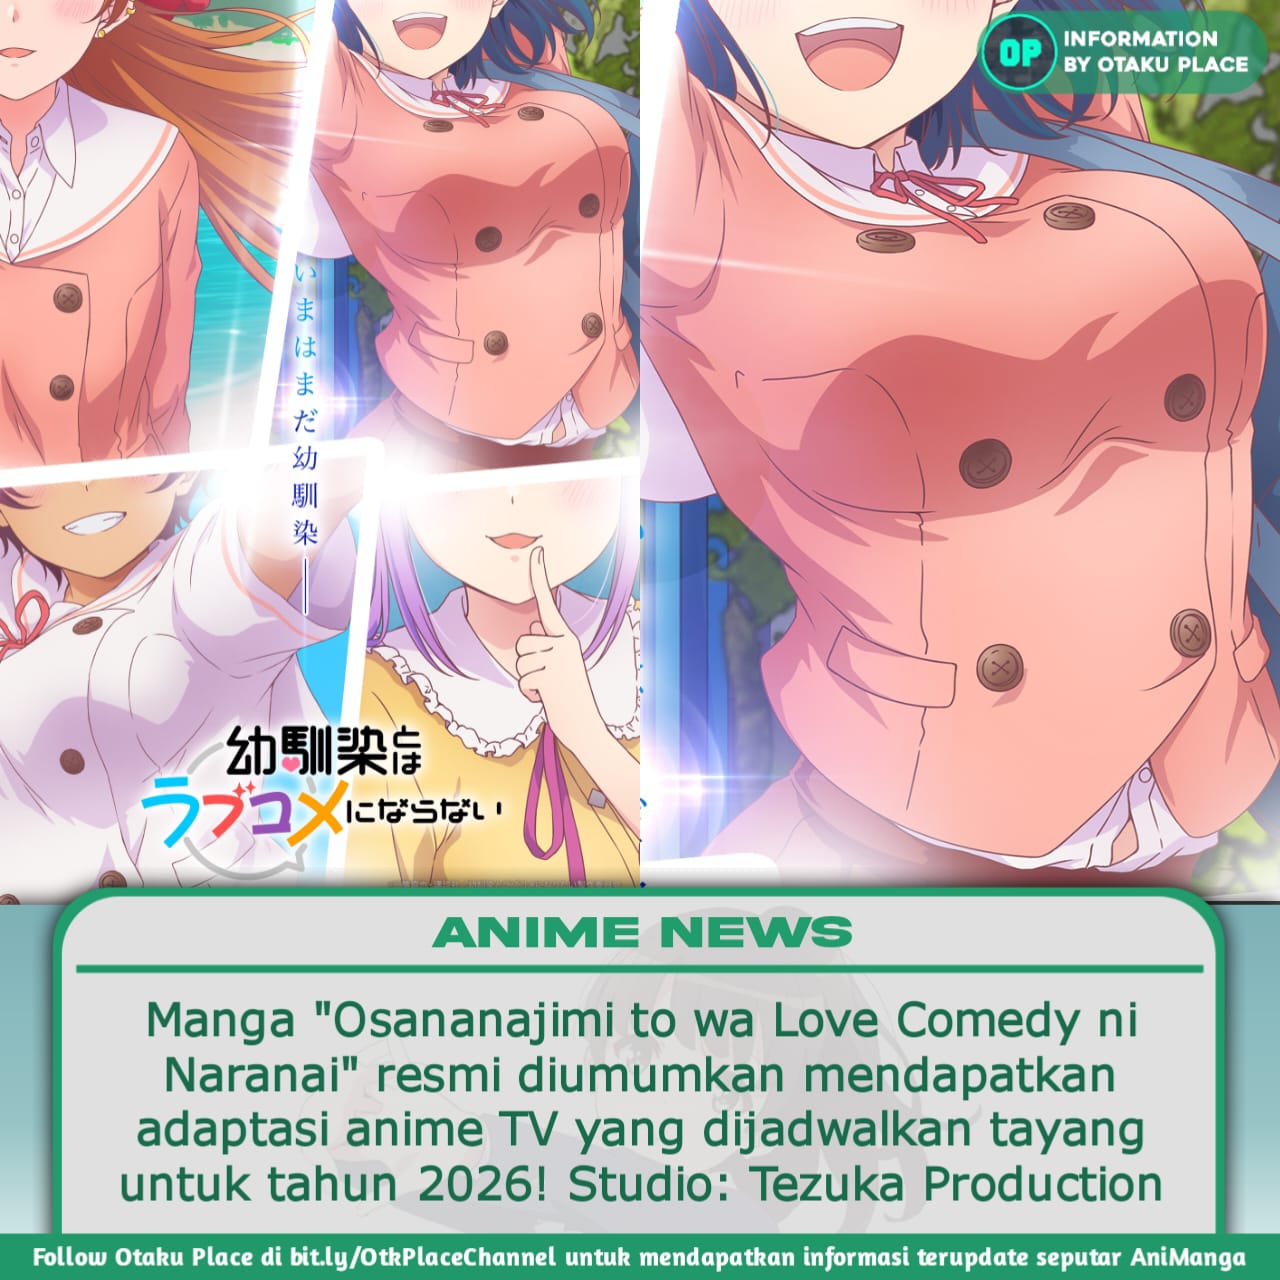 OP
INFORMATION
BY OTAKU PLACE
いまはまだ幼馴染──
幼馴染とは
ラブコメにならない
ANIME NEWS
Manga "Osananajimi to wa Love Comedy ni
Naranai" resmi diumumkan mendapatkan
adaptasi anime TV yang dijadwalkan tayang
untuk tahun 2026! Studio: Tezuka Production
Follow Otaku Place di bit.ly/OtkPlaceChannel untuk mendapatkan informasi terupdate seputar AniManga